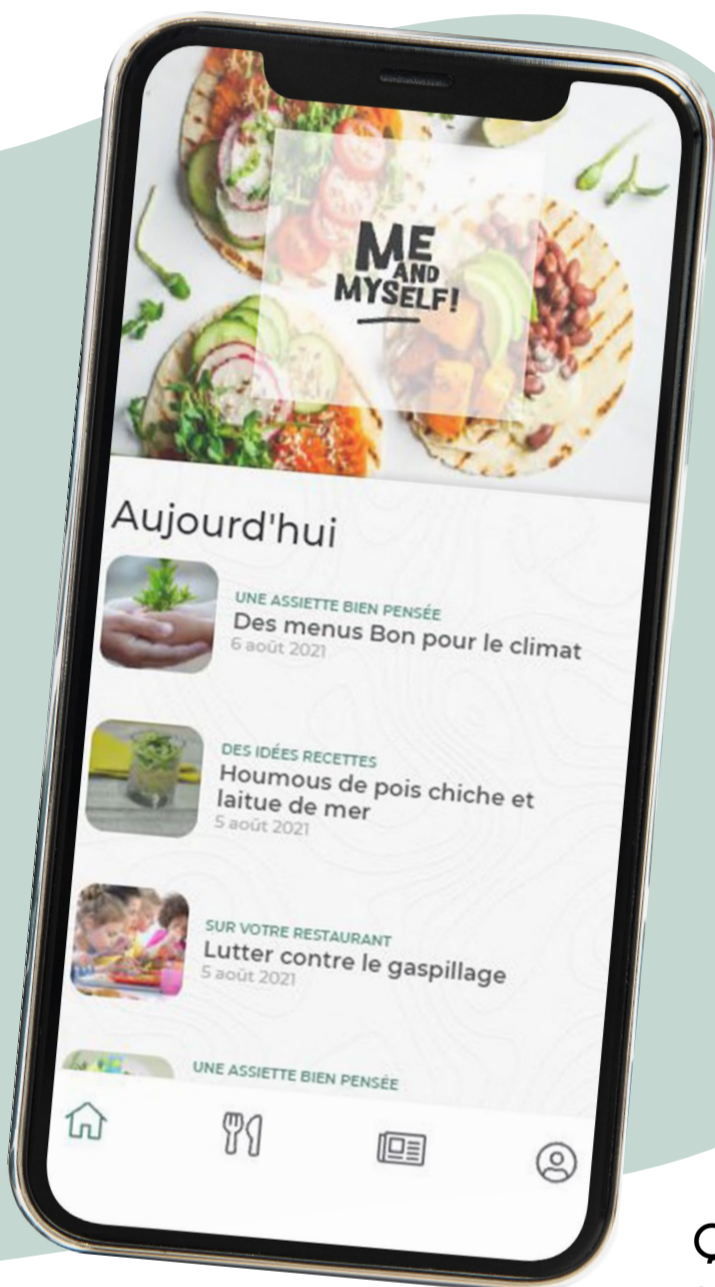 ME
AND
MYSELF!
Aujourd'hui
UNE ASSIETTE BIEN PENSÉE
Des menus Bon pour le climat
6 août 2021
DES IDÉES RECETTES
Houmous de pois chiche et
laitue de mer
5 août 2021
SUR VOTRE RESTAURANT
Lutter contre le gaspillage
5 août 2021
UNE ASSIETTE BIEN PENSÉE